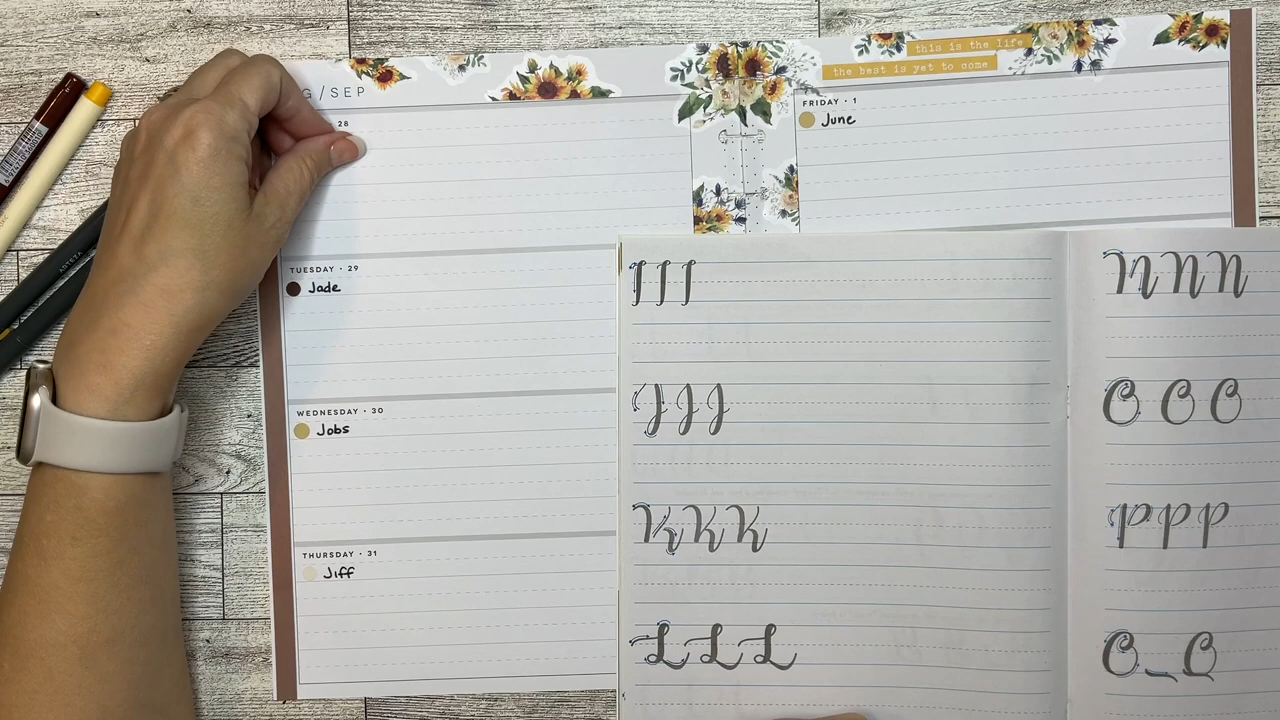 G/SEP
28
TUESDAY • 29
Jade
WEDNESDAY • 30
Jobs
THURSDAY • 31
Jiff
this is the life
the best is yet to come
FRIDAY • 1
June
I I I
J J J
K K K
L L L
N N N
O O O
P P P